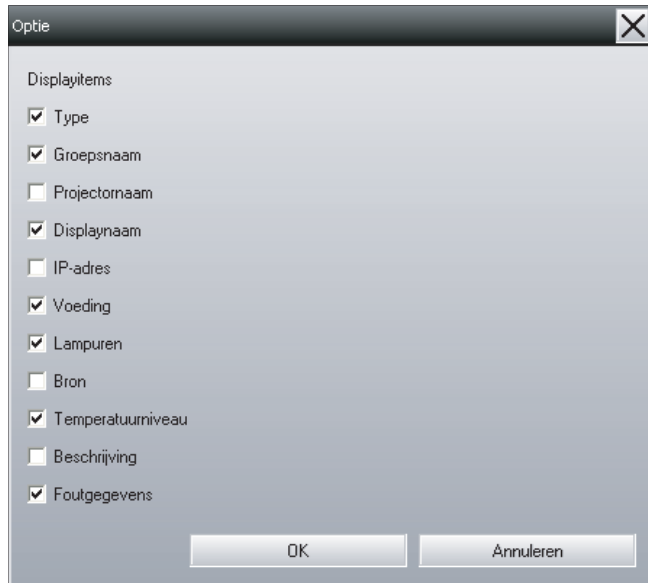 Optie
Displayitems
Type
Groepsnaam
Projectornaam
Displaynaam
IP-adres
Voeding
Lampuren
Bron
Temperatuurniveau
Beschrijving
Foutgegevens
OK
Annuleren